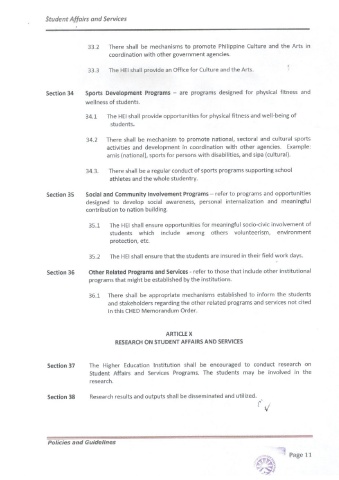 Student Affairs and Services
33.2 There shall be mechanisms to promote Philippine Culture and the Arts in
coordination with other government agencies.
33.3 The HEI shall provide an Office for Culture and the Arts.
Section 34 Sports Development Programs – are programs designed for physical fitness and
wellness of students.
34.1 The HEI shall provide opportunities for physical fitness and well-being of
students.
34.2 There shall be mechanism to promote national, sectoral and cultural sports
activities and development in coordination with other agencies. Example:
arnis (national), sports for persons with disabilities, and sipa (cultural).
34.3. There shall be a regular conduct of sports programs supporting school
athletes and the whole studentry.
Section 35 Social and Community Involvement Programs – refer to programs and opportunities
designed to develop social awareness, personal internalization and meaningful
contribution to nation building.
35.1 The HEI shall ensure opportunities for meaningful socio-civic involvement of
students which include among others volunteerism, environment
protection, etc.
35.2 The HEI shall ensure that the students are insured in their field work days.
Section 36 Other Related Programs and Services - refer to those that include other institutional
programs that might be established by the institutions.
36.1 There shall be appropriate mechanisms established to inform the students
and stakeholders regarding the other related programs and services not cited
in this CMED Memorandum Order.
ARTICLE X
RESEARCH ON STUDENT AFFAIRS AND SERVICES
Section 37 The Higher Education Institution shall be encouraged to conduct research on
Student Affairs and Services Programs. The students may be involved in the
research.
Section 38 Research results and outputs shall be disseminated and utilized.
Policies and Guidelines
Page 11